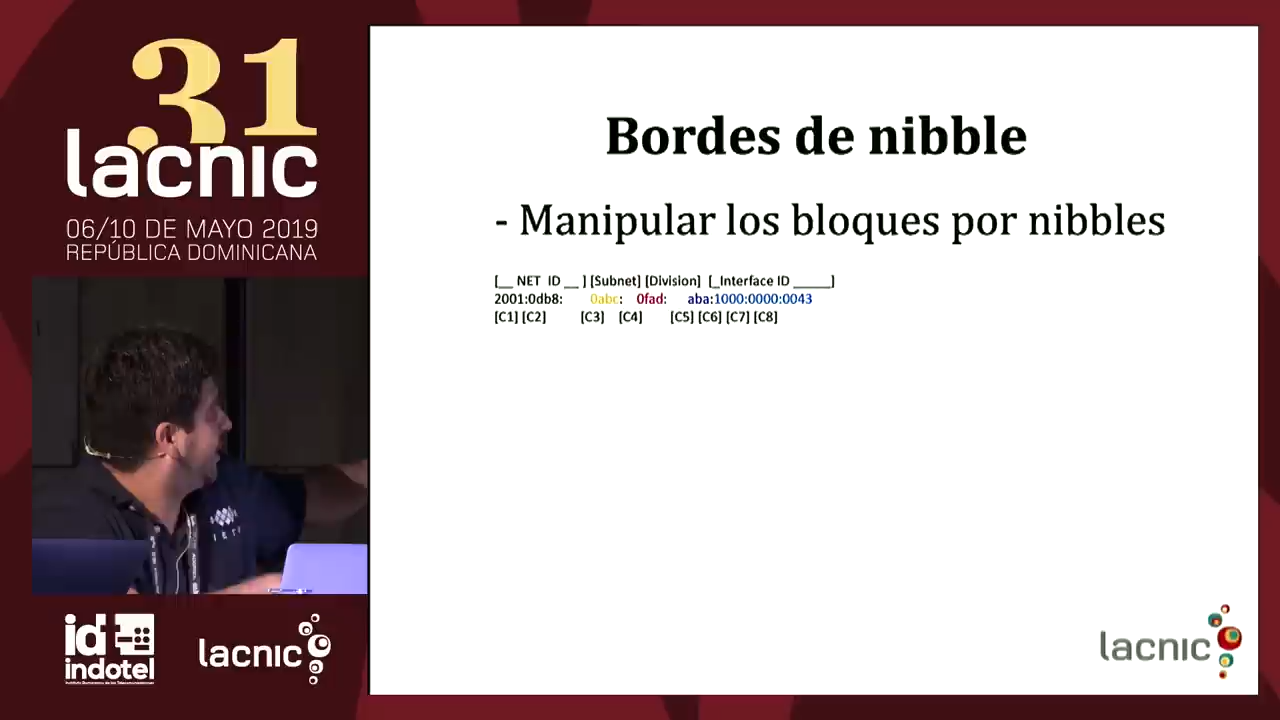 31
lacnic
06/10 DE MAYO 2019
REPÚBLICA DOMINICANA
Bordes de nibble
- Manipular los bloques por nibbles
[__ NET ID __ ] [Subnet] [Division] [_Interface ID _____]
2001:0db8: 0abc: 0fad: aba:1000:0000:0043
[C1] [C2] [C3] [C4] [C5] [C6] [C7] [C8]
idt
indotel
lacnic
lacnic